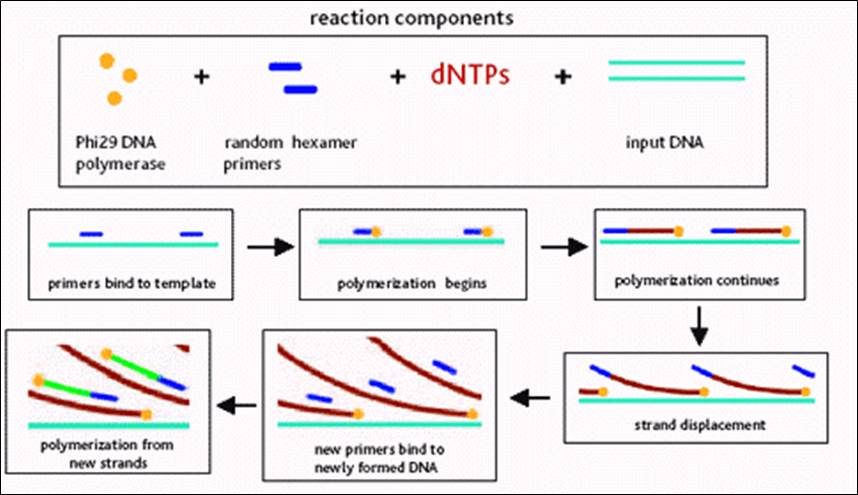 reaction components
+ + dNTPs +
Phi29 DNA
polymerase
random hexamer
primers
input DNA
primers bind to template
polymerization begins
polymerization continues
strand displacement
new primers bind to
newly formed DNA
polymerization from
new strands